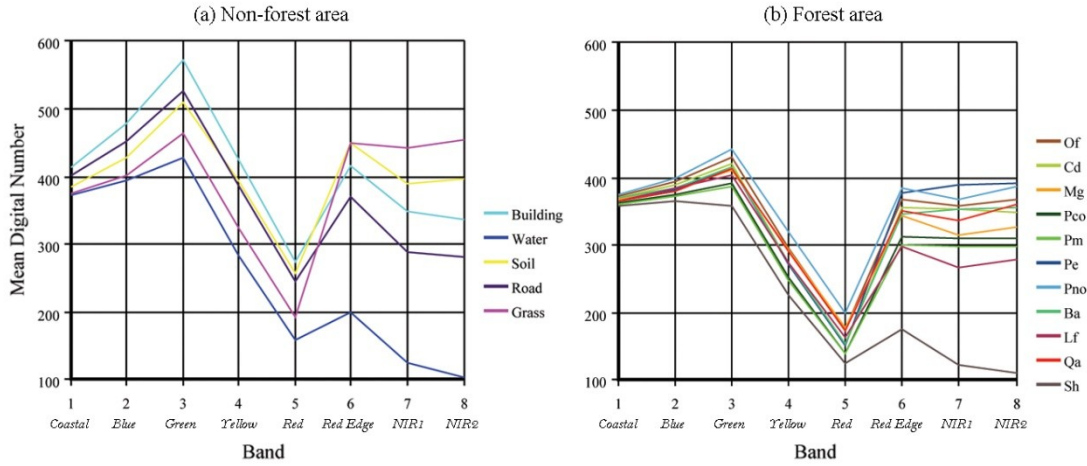 (a) Non-forest area
Mean Digital Number
600
500
400
300
200
100
1 2 3 4 5 6 7 8
Coastal Blue Green Yellow Red Red Edge NIR1 NIR2
Band
Building
Water
Soil
Road
Grass
(b) Forest area
600
500
400
300
200
100
1 2 3 4 5 6 7 8
Coastal Blue Green Yellow Red Red Edge NIR1 NIR2
Band
Of
Cd
Mg
Pco
Pm
Pe
Pno
Ba
Lf
Qa
Sh